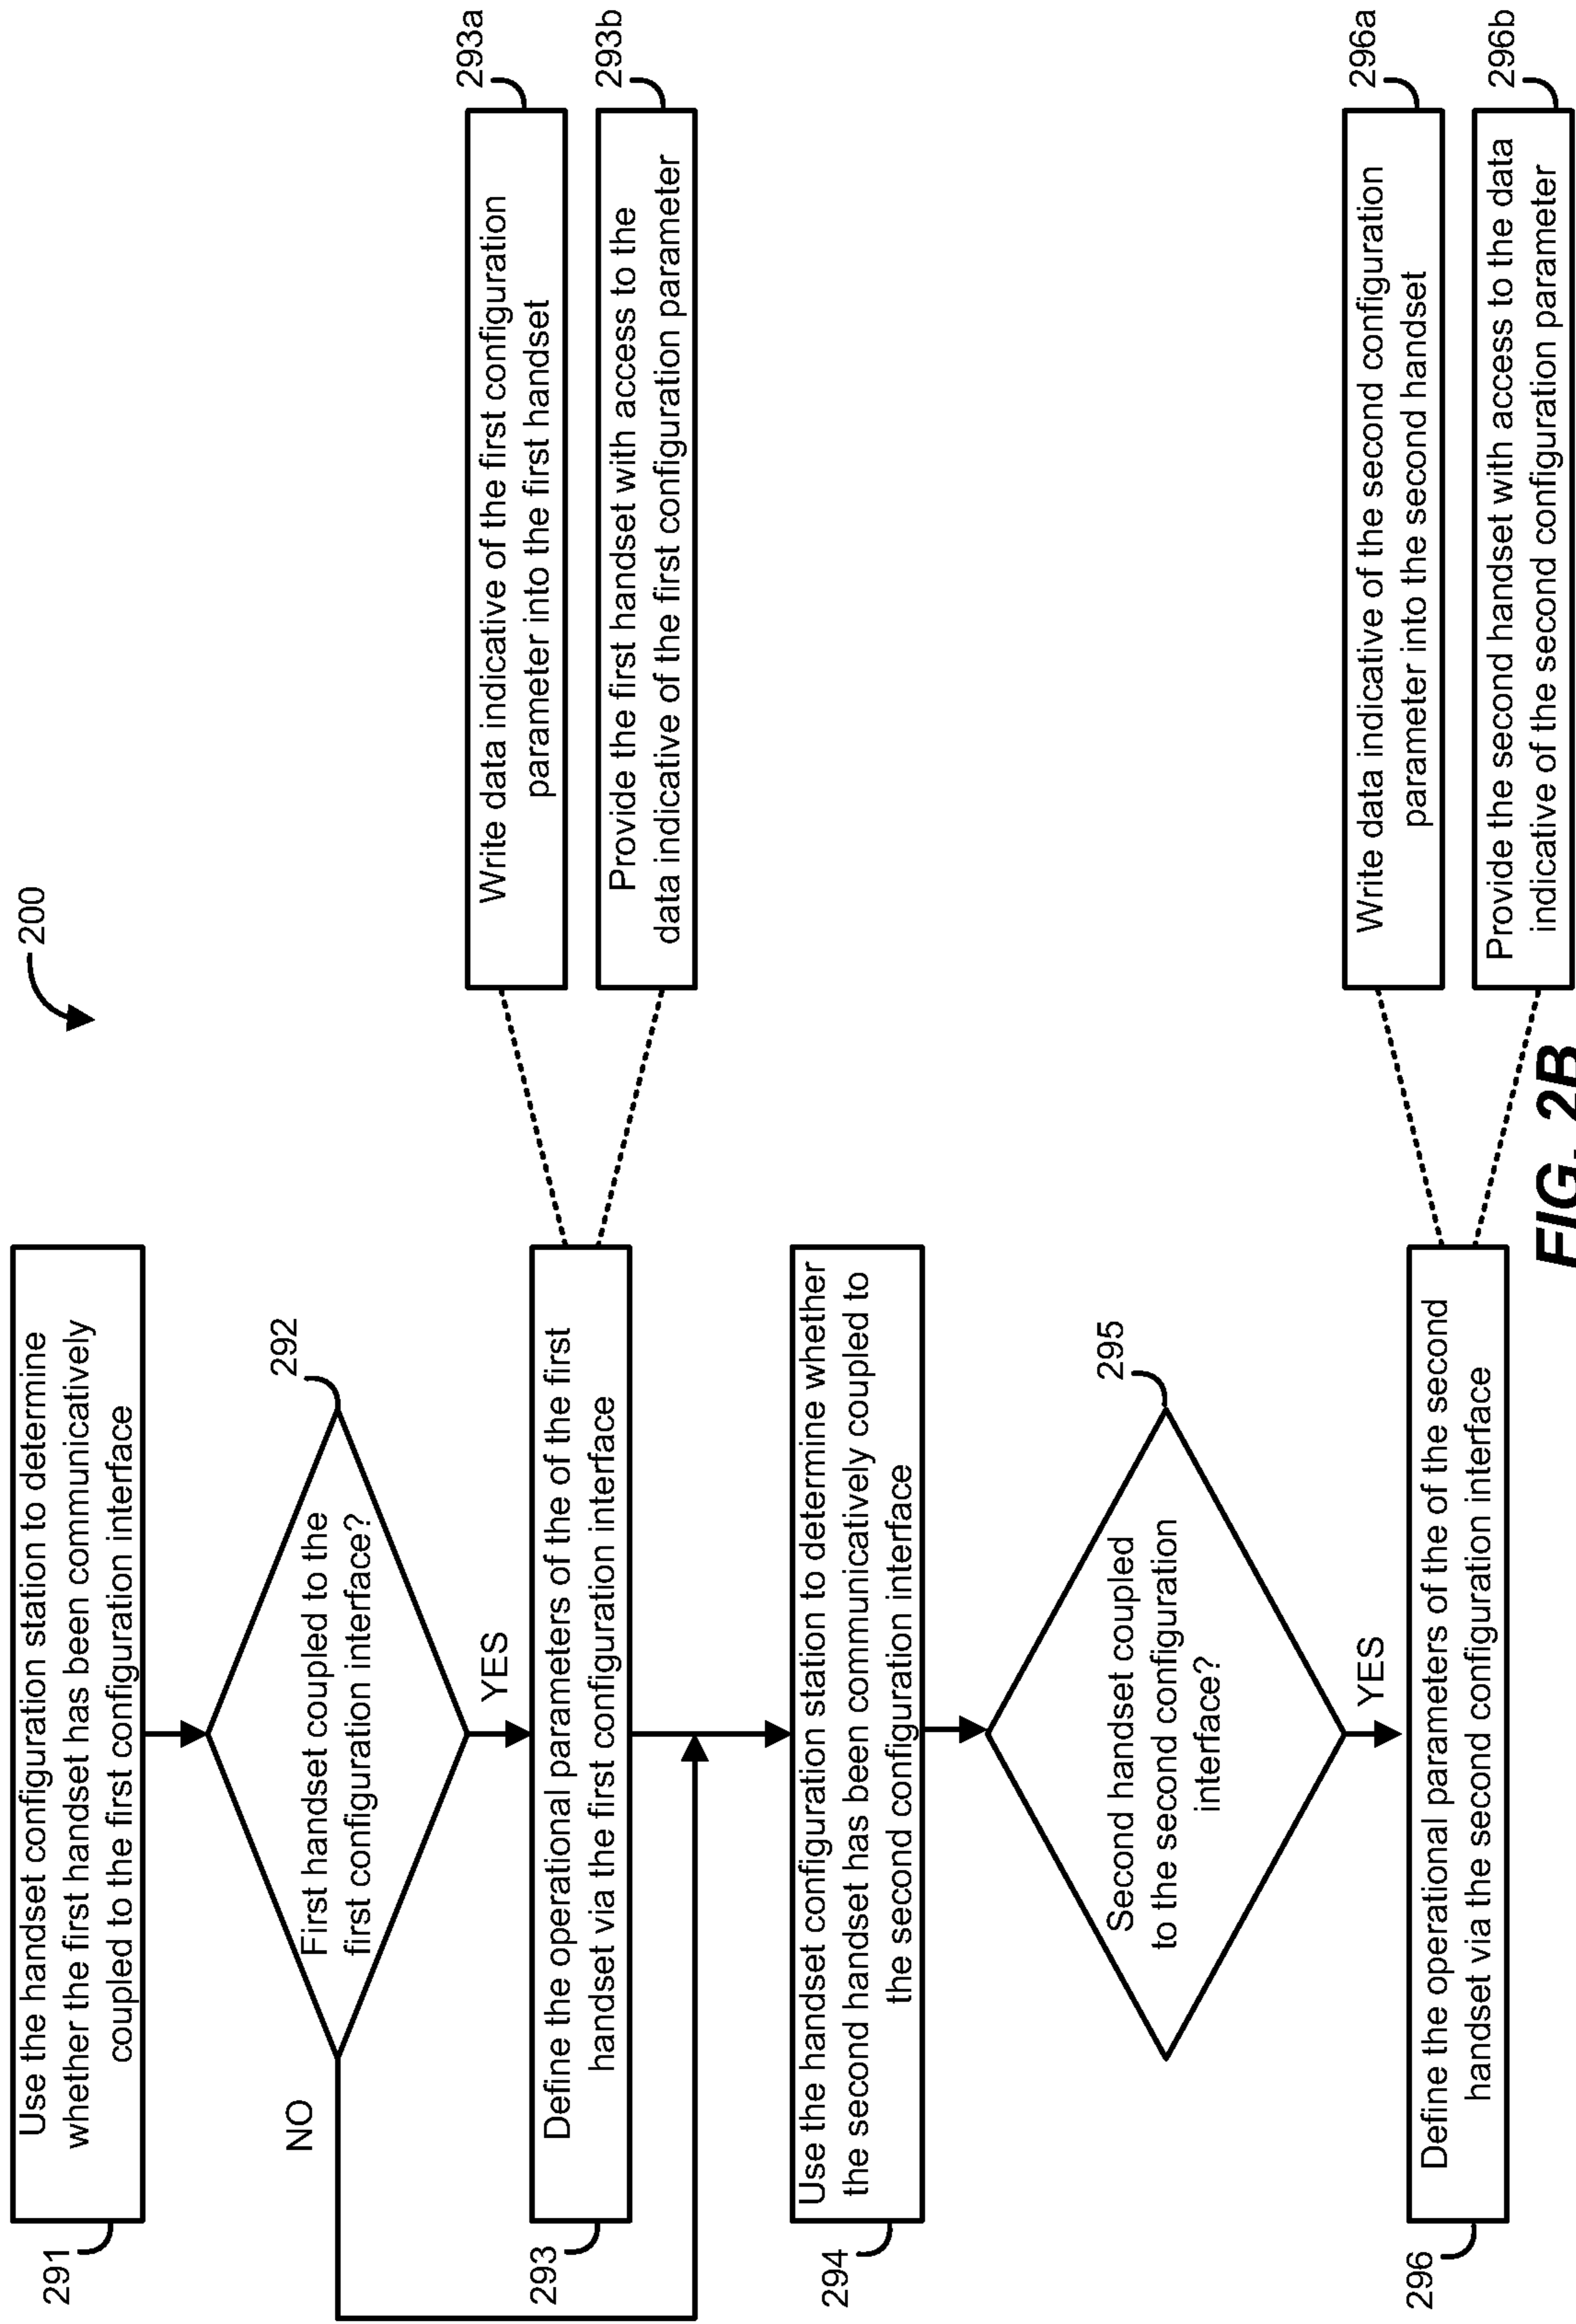 200
291
Use the handset configuration station to determine
whether the first handset has been communicatively
coupled to the first configuration interface
292
First handset coupled to the
first configuration interface?
NO
YES
293
Define the operational parameters of the of the first
handset via the first configuration interface
293a
Write data indicative of the first configuration
parameter into the first handset
293b
Provide the first handset with access to the
data indicative of the first configuration parameter
294
Use the handset configuration station to determine whether
the second handset has been communicatively coupled to
the second configuration interface
295
Second handset coupled
to the second configuration
interface?
YES
296
Define the operational parameters of the of the second
handset via the second configuration interface
296a
Write data indicative of the second configuration
parameter into the second handset
296b
Provide the second handset with access to the data
indicative of the second configuration parameter
FIG. 2B